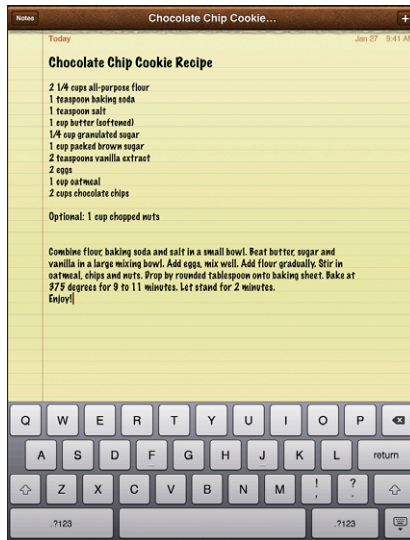 Notes
Chocolate Chip Cookie...
+
Today
Jan 27 9:41 AM
Chocolate Chip Cookie Recipe
2 1/4 cups all-purpose flour
1 teaspoon baking soda
1 teaspoon salt
1 cup butter (softened)
1/4 cup granulated sugar
1 cup packed brown sugar
2 teaspoons vanilla extract
2 eggs
1 cup oatmeal
2 cups chocolate chips
Optional: 1 cup chopped nuts
Combine flour, baking soda and salt in a small bowl. Beat butter, sugar and
vanilla in a large mixing bowl. Add eggs, mix well. Add flour gradually. Stir in
oatmeal, chips and nuts. Drop by rounded tablespoon onto baking sheet. Bake at
375 degrees for 9 to 11 minutes. Let stand for 2 minutes.
Enjoy!
Q W E R T Y U I O P
A S D F G H J K L return
Z X C V B N M ! , ? .
.?123 .?123